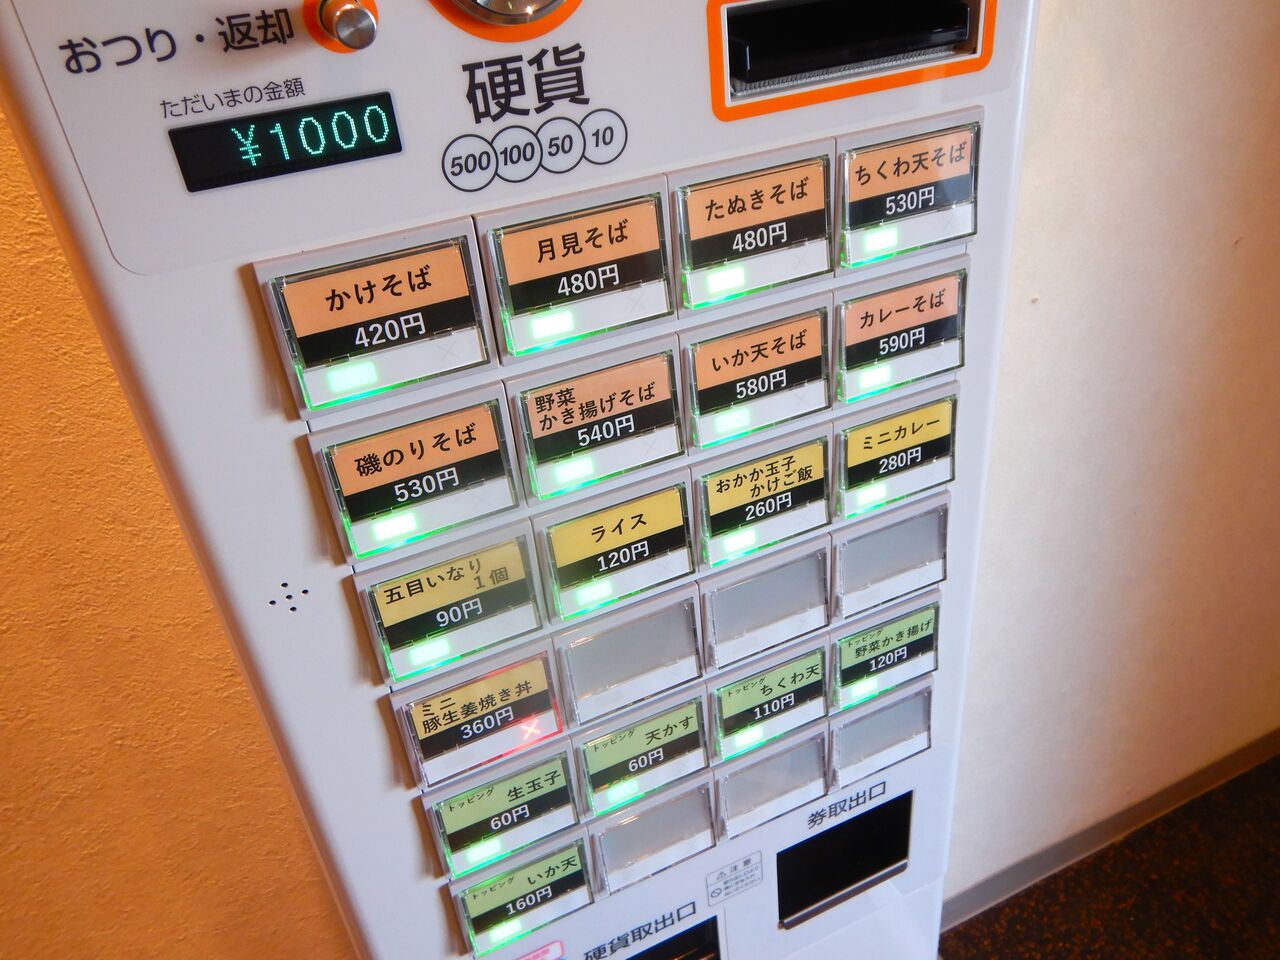 おつり・返却
ただいまの金額
¥1000
硬貨
500 100 50 10
かけそば
420円
月見そば
480円
たぬきそば
480円
ちくわ天そば
530円
磯のりそば
530円
野菜
かき揚げそば
540円
いか天そば
580円
カレーそば
590円
五目いなり
1個
90円
ライス
120円
おかか玉子
かけご飯
260円
ミニカレー
280円
ミニ
豚生姜焼き丼
360円
トッピング 生玉子
60円
トッピング 天かす
60円
トッピング ちくわ天
110円
トッピング
野菜かき揚げ
120円
トッピング いか天
160円
注意
券取出口
硬貨取出口